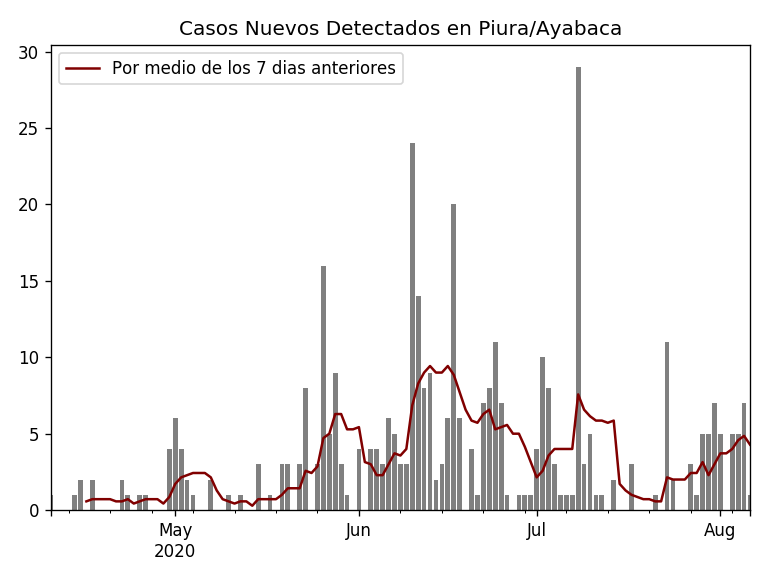 Casos Nuevos Detectados en Piura/Ayabaca
Por medio de los 7 dias anteriores
30
25
20
15
10
5
0
May
2020
Jun
Jul
Aug